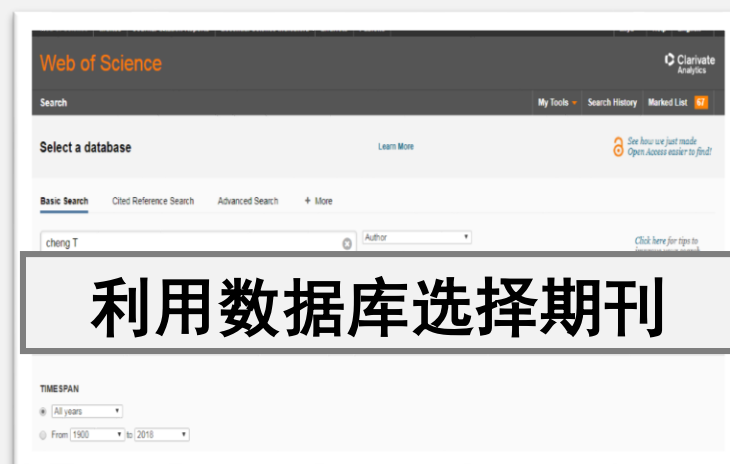 Web of Science
Clarivate
Analytics
Search
My Tools
Search History
Marked List 67
Select a database
Learn More
See how we just made
Open Access easier to find!
Basic Search
Cited Reference Search
Advanced Search
+ More
cheng T
Author
Click here for tips to
利用数据库选择期刊
TIMESPAN
All years
From 1900 to 2018